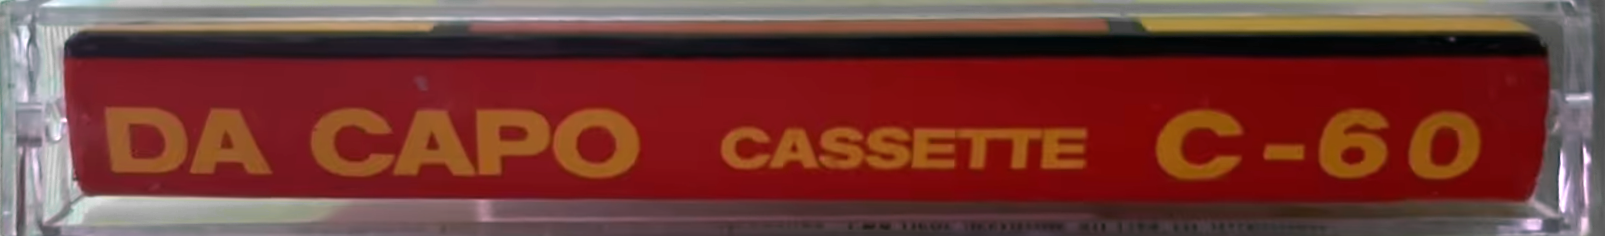 DA CAPO CASSETTE C-60